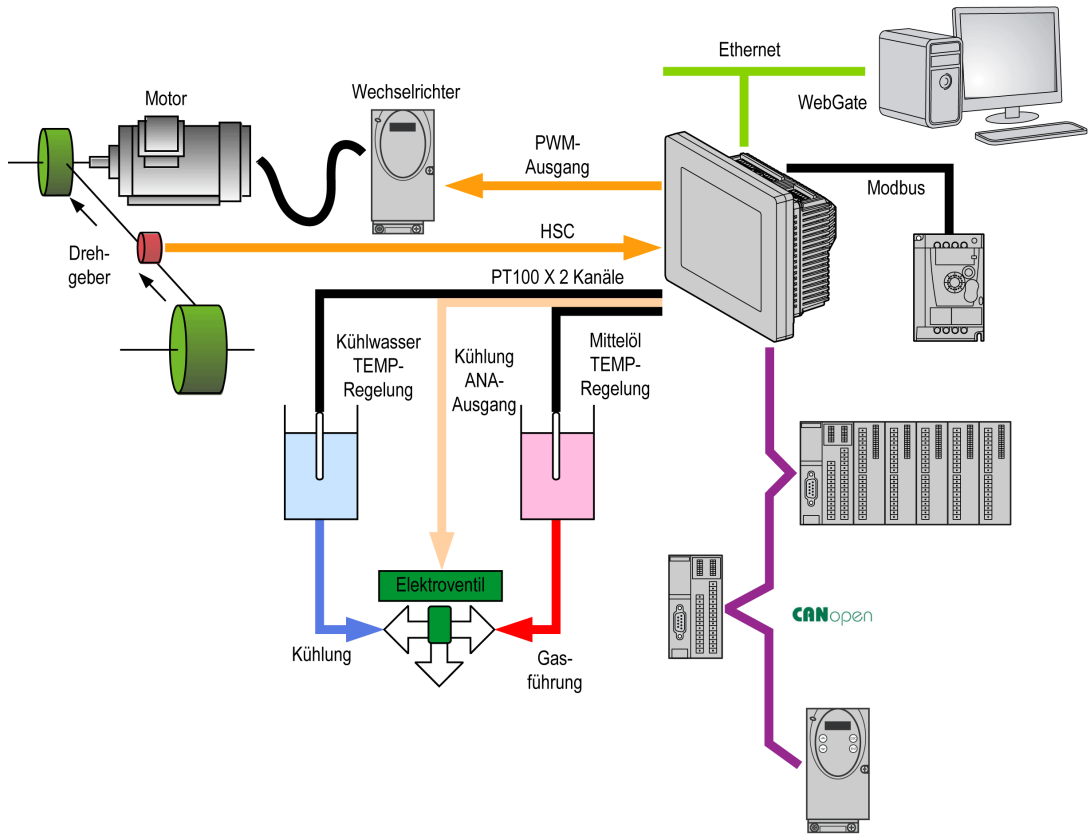 Ethernet
WebGate
Motor
Wechselrichter
PWM-
Ausgang
Modbus
HSC
Dreh-
geber
PT100 X 2 Kanäle
Kühlwasser
TEMP-
Regelung
Kühlung
ANA-
Ausgang
Mittelöl
TEMP-
Regelung
Elektroventil
CANopen
Kühlung
Gas-
führung